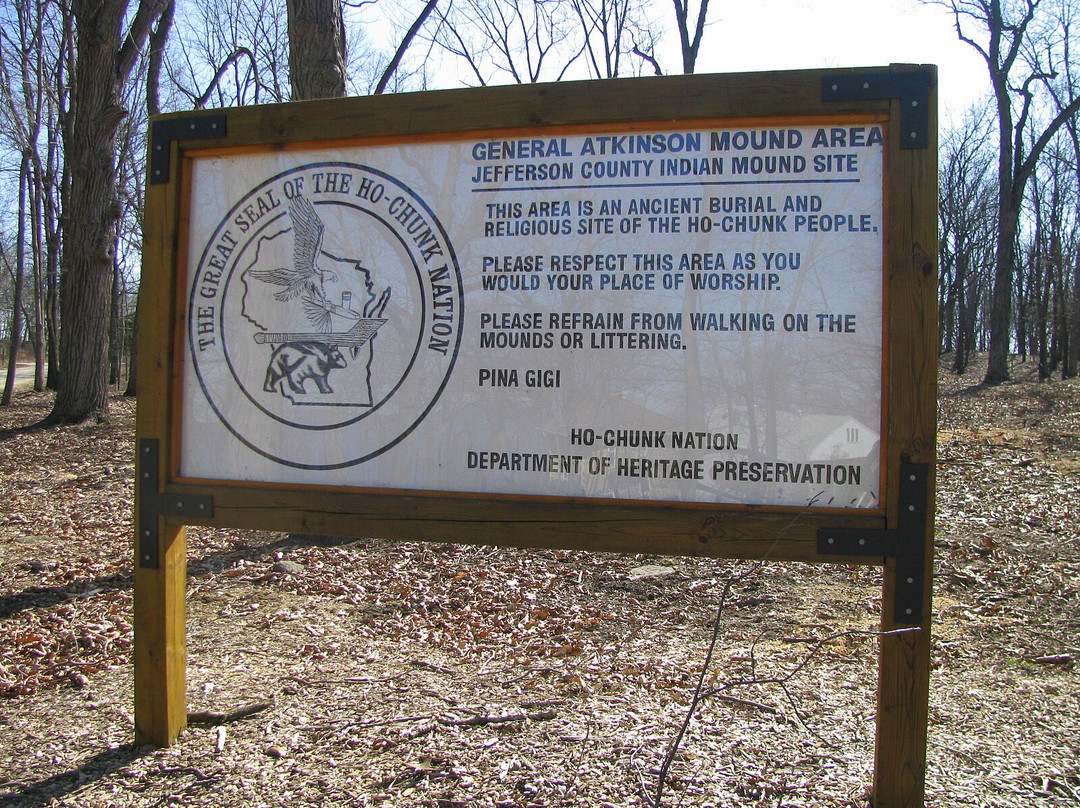 THE GREAT SEAL OF THE HO-CHUNK NATION
GENERAL ATKINSON MOUND AREA
JEFFERSON COUNTY INDIAN MOUND SITE
THIS AREA IS AN ANCIENT BURIAL AND
RELIGIOUS SITE OF THE HO-CHUNK PEOPLE.
PLEASE RESPECT THIS AREA AS YOU
WOULD YOUR PLACE OF WORSHIP.
PLEASE REFRAIN FROM WALKING ON THE
MOUNDS OR LITTERING.
PINA GIGI
HO-CHUNK NATION
DEPARTMENT OF HERITAGE PRESERVATION